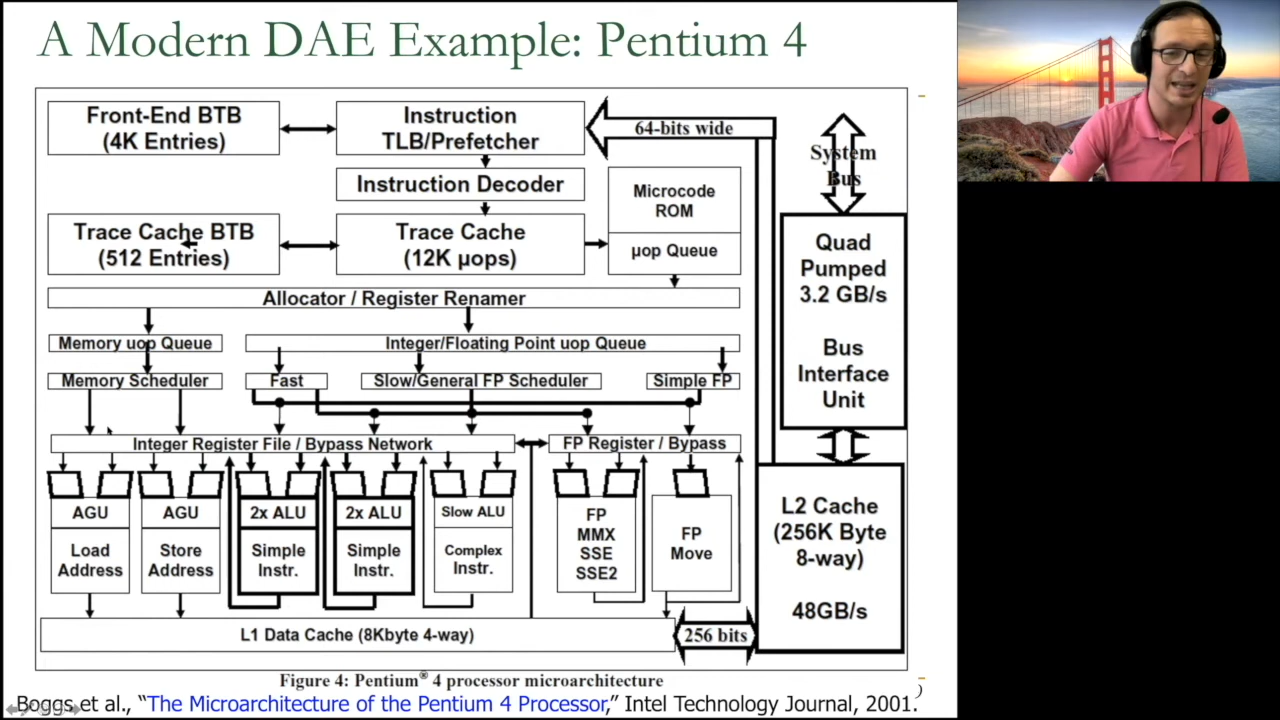 A Modern DAE Example: Pentium 4
Front-End BTB
(4K Entries)
Instruction
TLB/Prefetcher
64-bits wide
System
Bus
Instruction Decoder
Microcode
ROM
Trace Cache BTB
(512 Entries)
Trace Cache
(12K µops)
µop Queue
Quad
Pumped
3.2 GB/s
Bus
Interface
Unit
Allocator / Register Renamer
Memory uop Queue
Integer/Floating Point uop Queue
Memory Scheduler
Fast
Slow/General FP Scheduler
Simple FP
Integer Register File / Bypass Network
FP Register / Bypass
AGU
Load
Address
AGU
Store
Address
2x ALU
Simple
Instr.
2x ALU
Simple
Instr.
Slow ALU
Complex
Instr.
FP
MMX
SSE
SSE2
FP
Move
L2 Cache
(256K Byte
8-way)
48GB/s
L1 Data Cache (8Kbyte 4-way)
256 bits
Figure 4: Pentium® 4 processor microarchitecture
Boggs et al., “The Microarchitecture of the Pentium 4 Processor,” Intel Technology Journal, 2001.